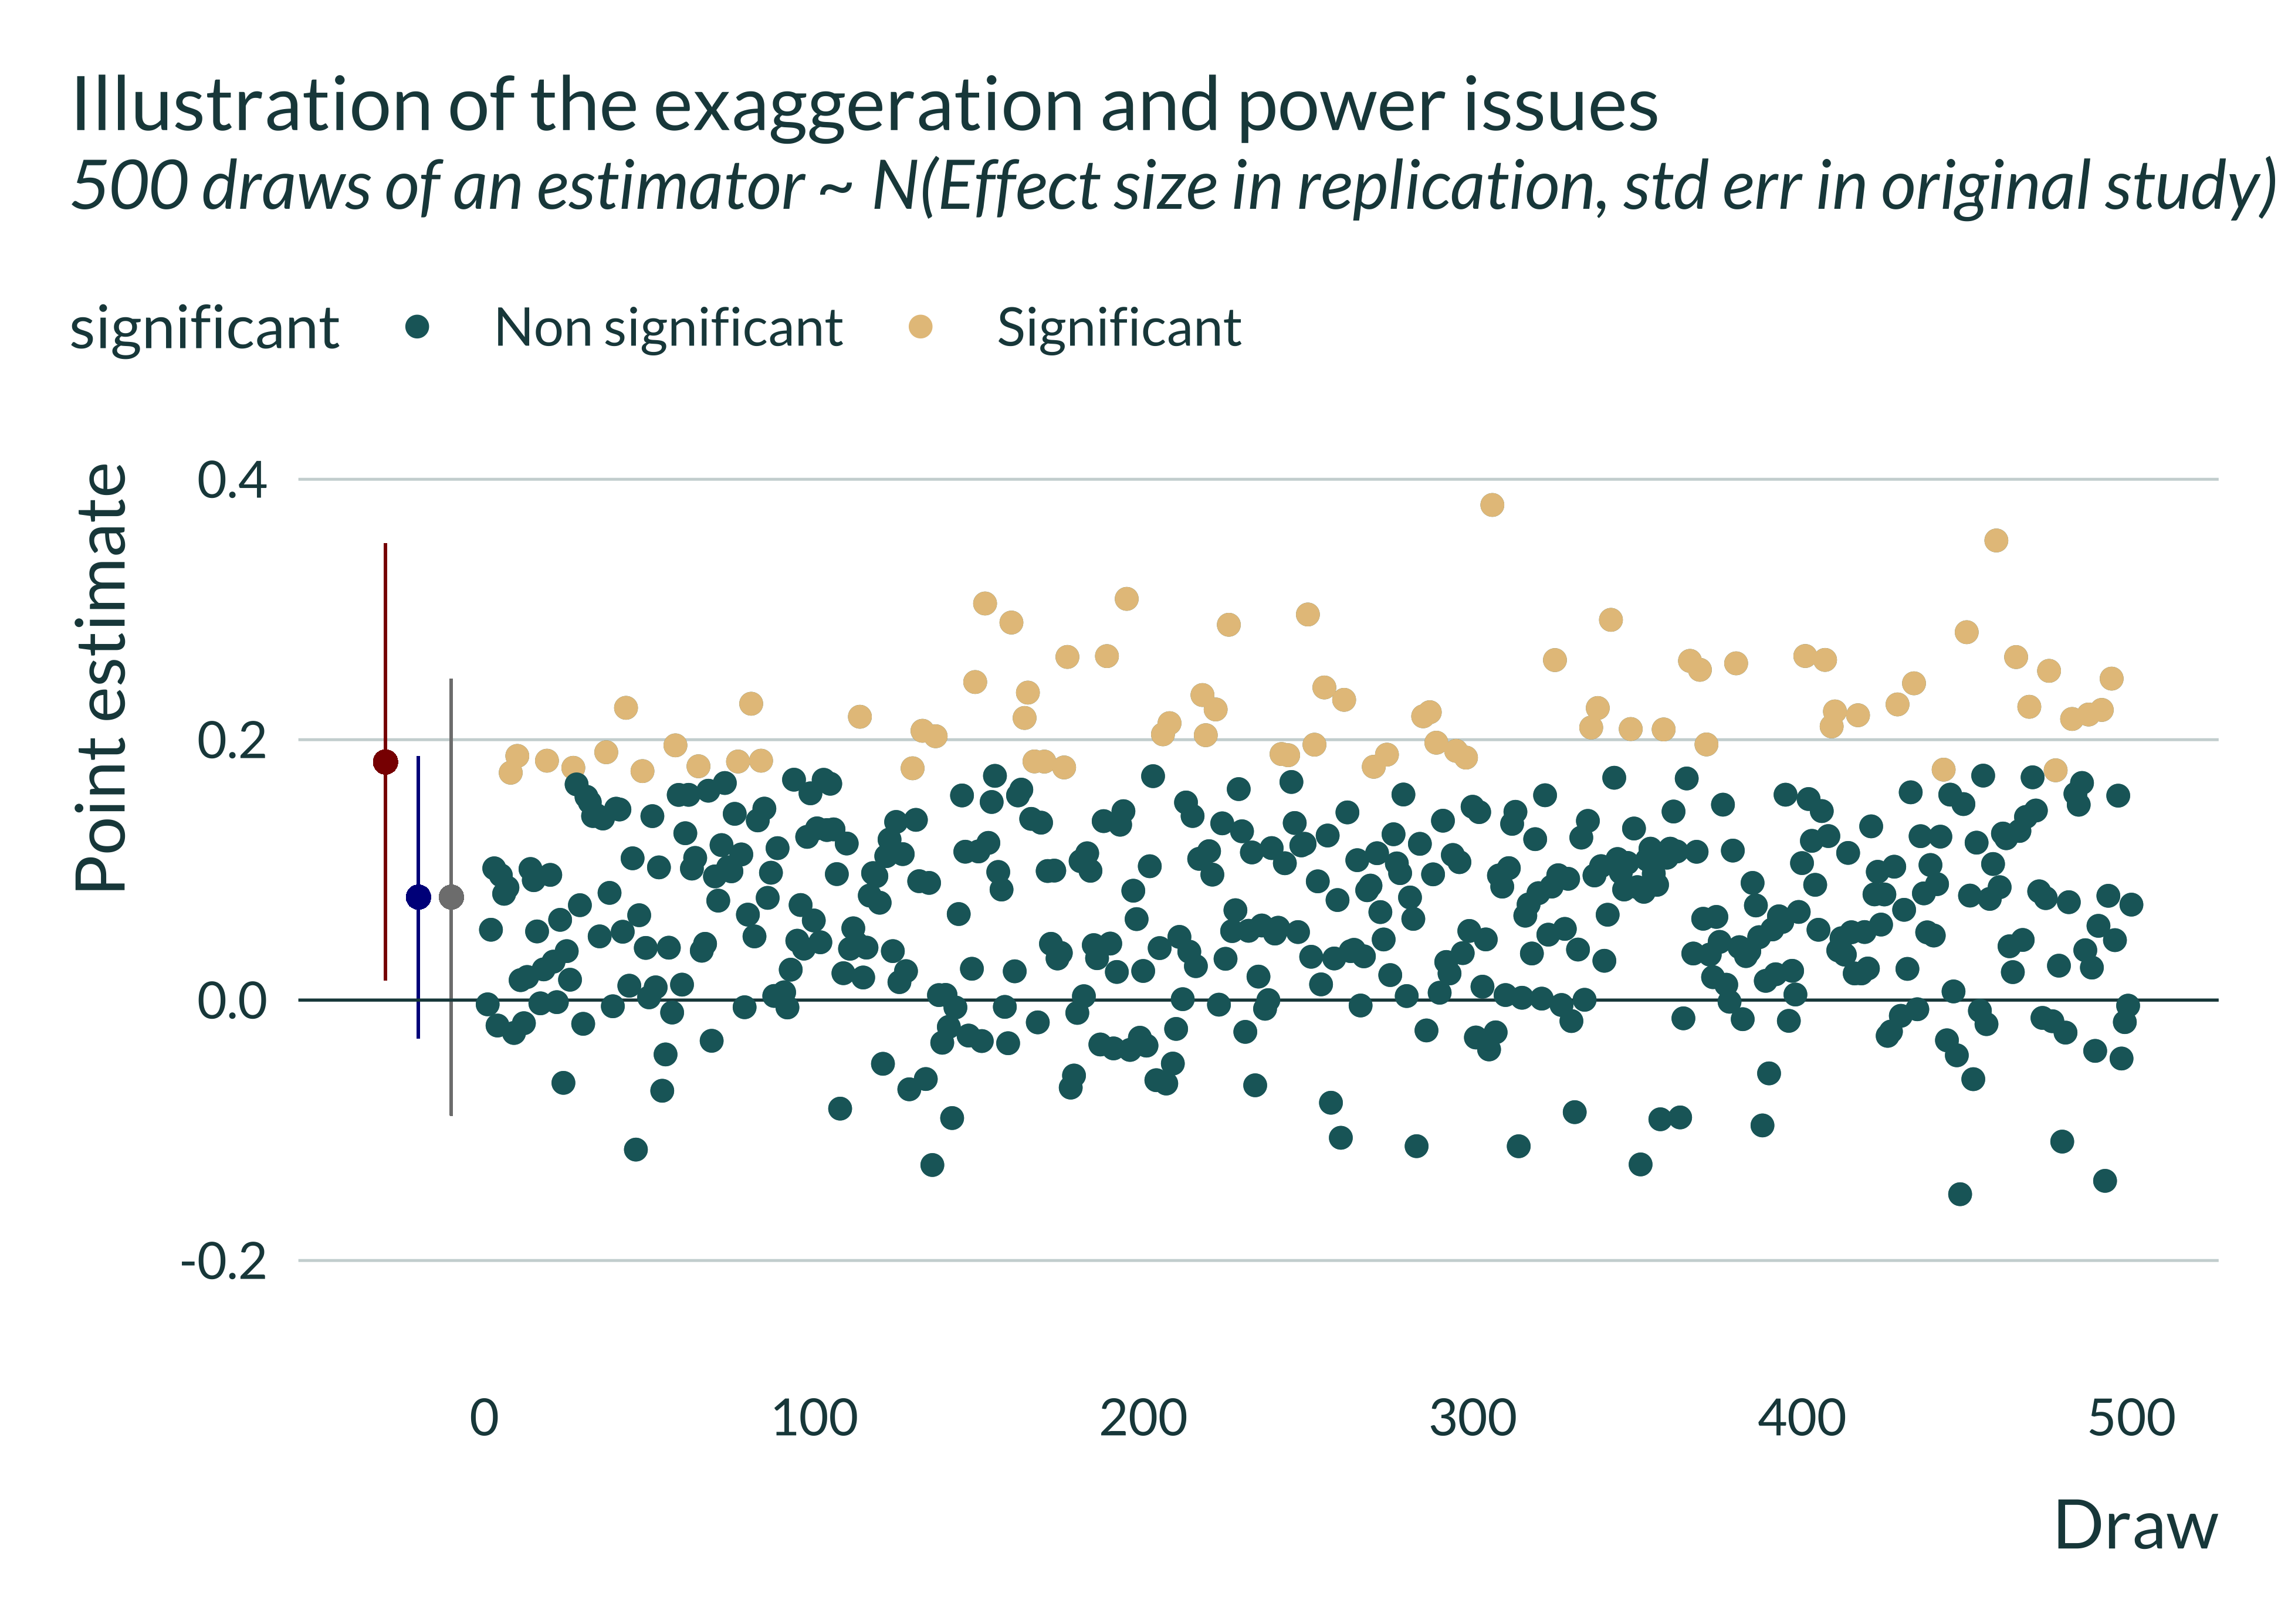 Illustration of the exaggeration and power issues
500 draws of an estimator ~ N(Effect size in replication, std err in original study)
significant Non significant Significant
Point estimate
0.4
0.2
0.0
-0.2
0 100 200 300 400 500
Draw